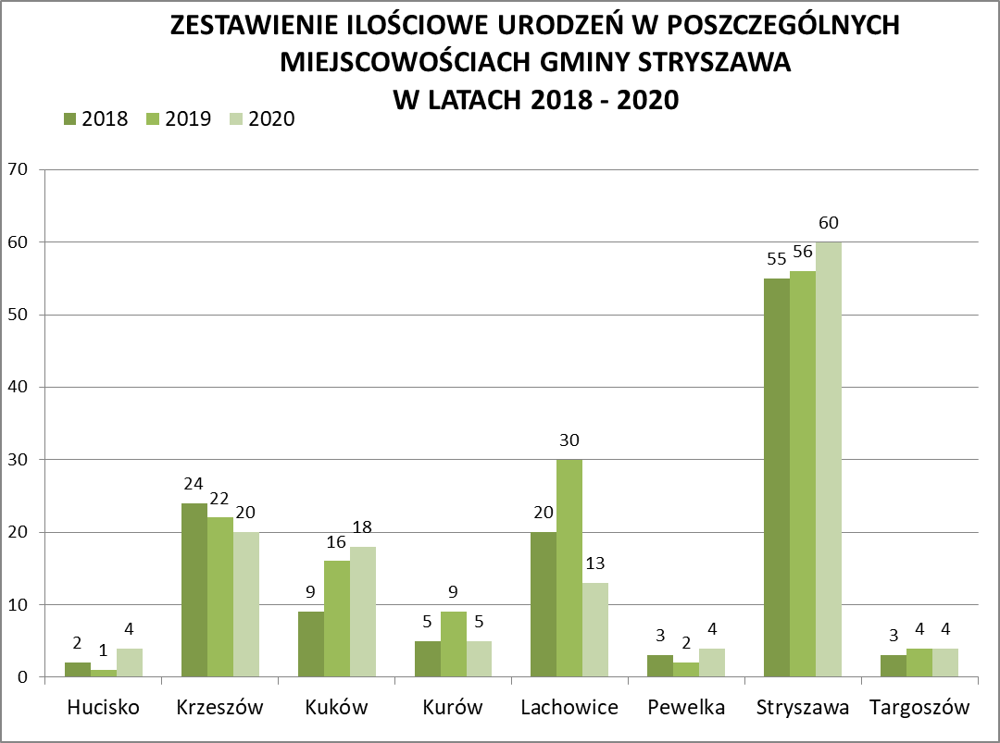 ZESTAWIENIE ILOŚCIOWE URODZEŃ W POSZCZEGÓLNYCH
MIEJSCOWOŚCIACH GMINY STRYSZAWA
W LATACH 2018 - 2020
2018 2019 2020
70
60
50
40
30
20
10
0
2 1 4
24 22 20
9 16 18
5 9 5
20 30 13
3 2 4
55 56 60
3 4 4
Hucisko Krzeszów Kuków Kurów Lachowice Pewelka Stryszawa Targoszów